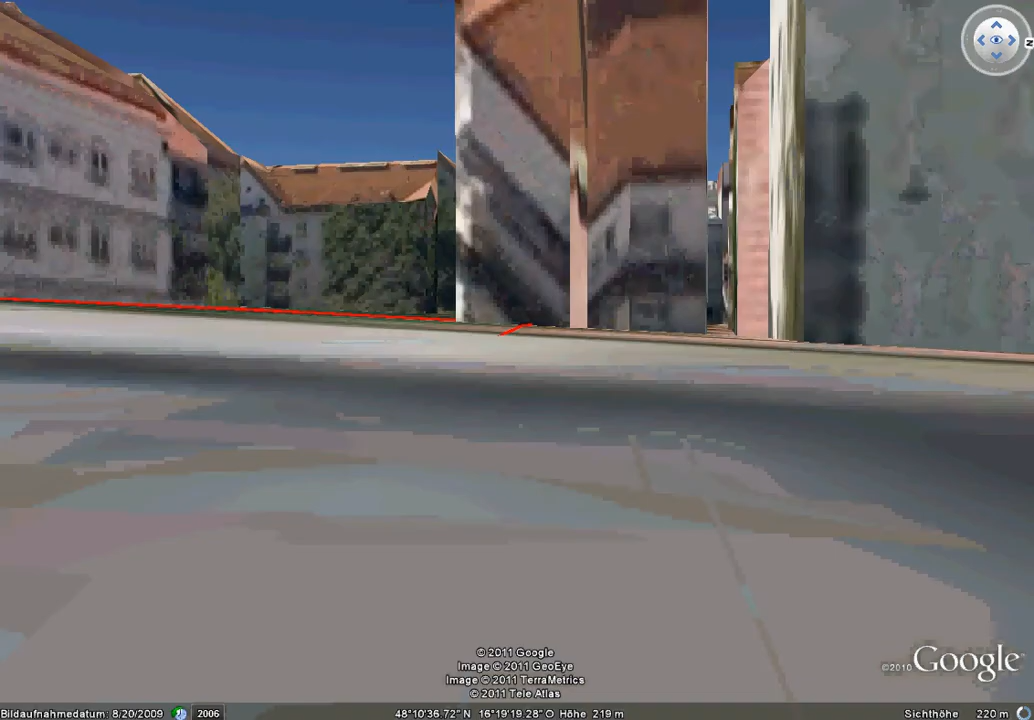 N
© 2011 Google
Image © 2011 GeoEye
Image © 2011 TerraMetrics
© 2011 Tele Atlas
©2010 Google
Bildaufnahmedatum: 8/20/2009 2006 48°10'36.72" N 16°19'19.28" O Höhe 219 m Sichthöhe 220 m